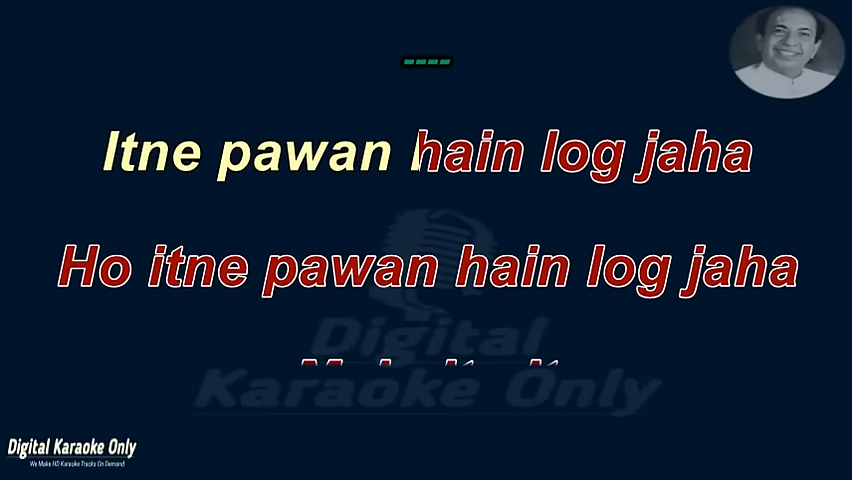 ----
Itne pawan hain log jaha
Ho itne pawan hain log jaha
Digital
Karaoke Only
Digital Karaoke Only
We Make HD Karaoke Tracks On Demand